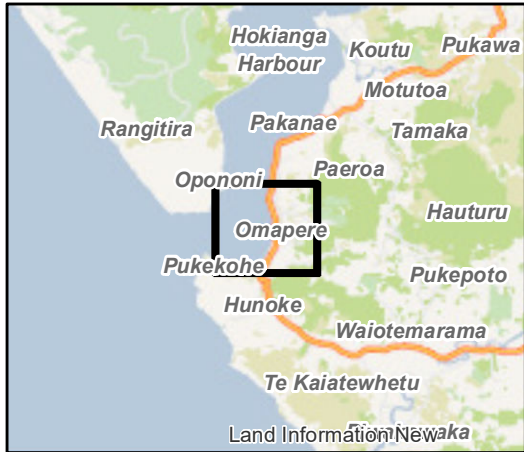 Hokianga
Harbour
Koutu
Pukawa
Motutoa
Rangitira
Pakanae
Tamaka
Opononi
Paeroa
Omapere
Hauturu
Pukekohe
Pukepoto
Hunoke
Waiotemarama
Te Kaiatewhetu
Land Information New